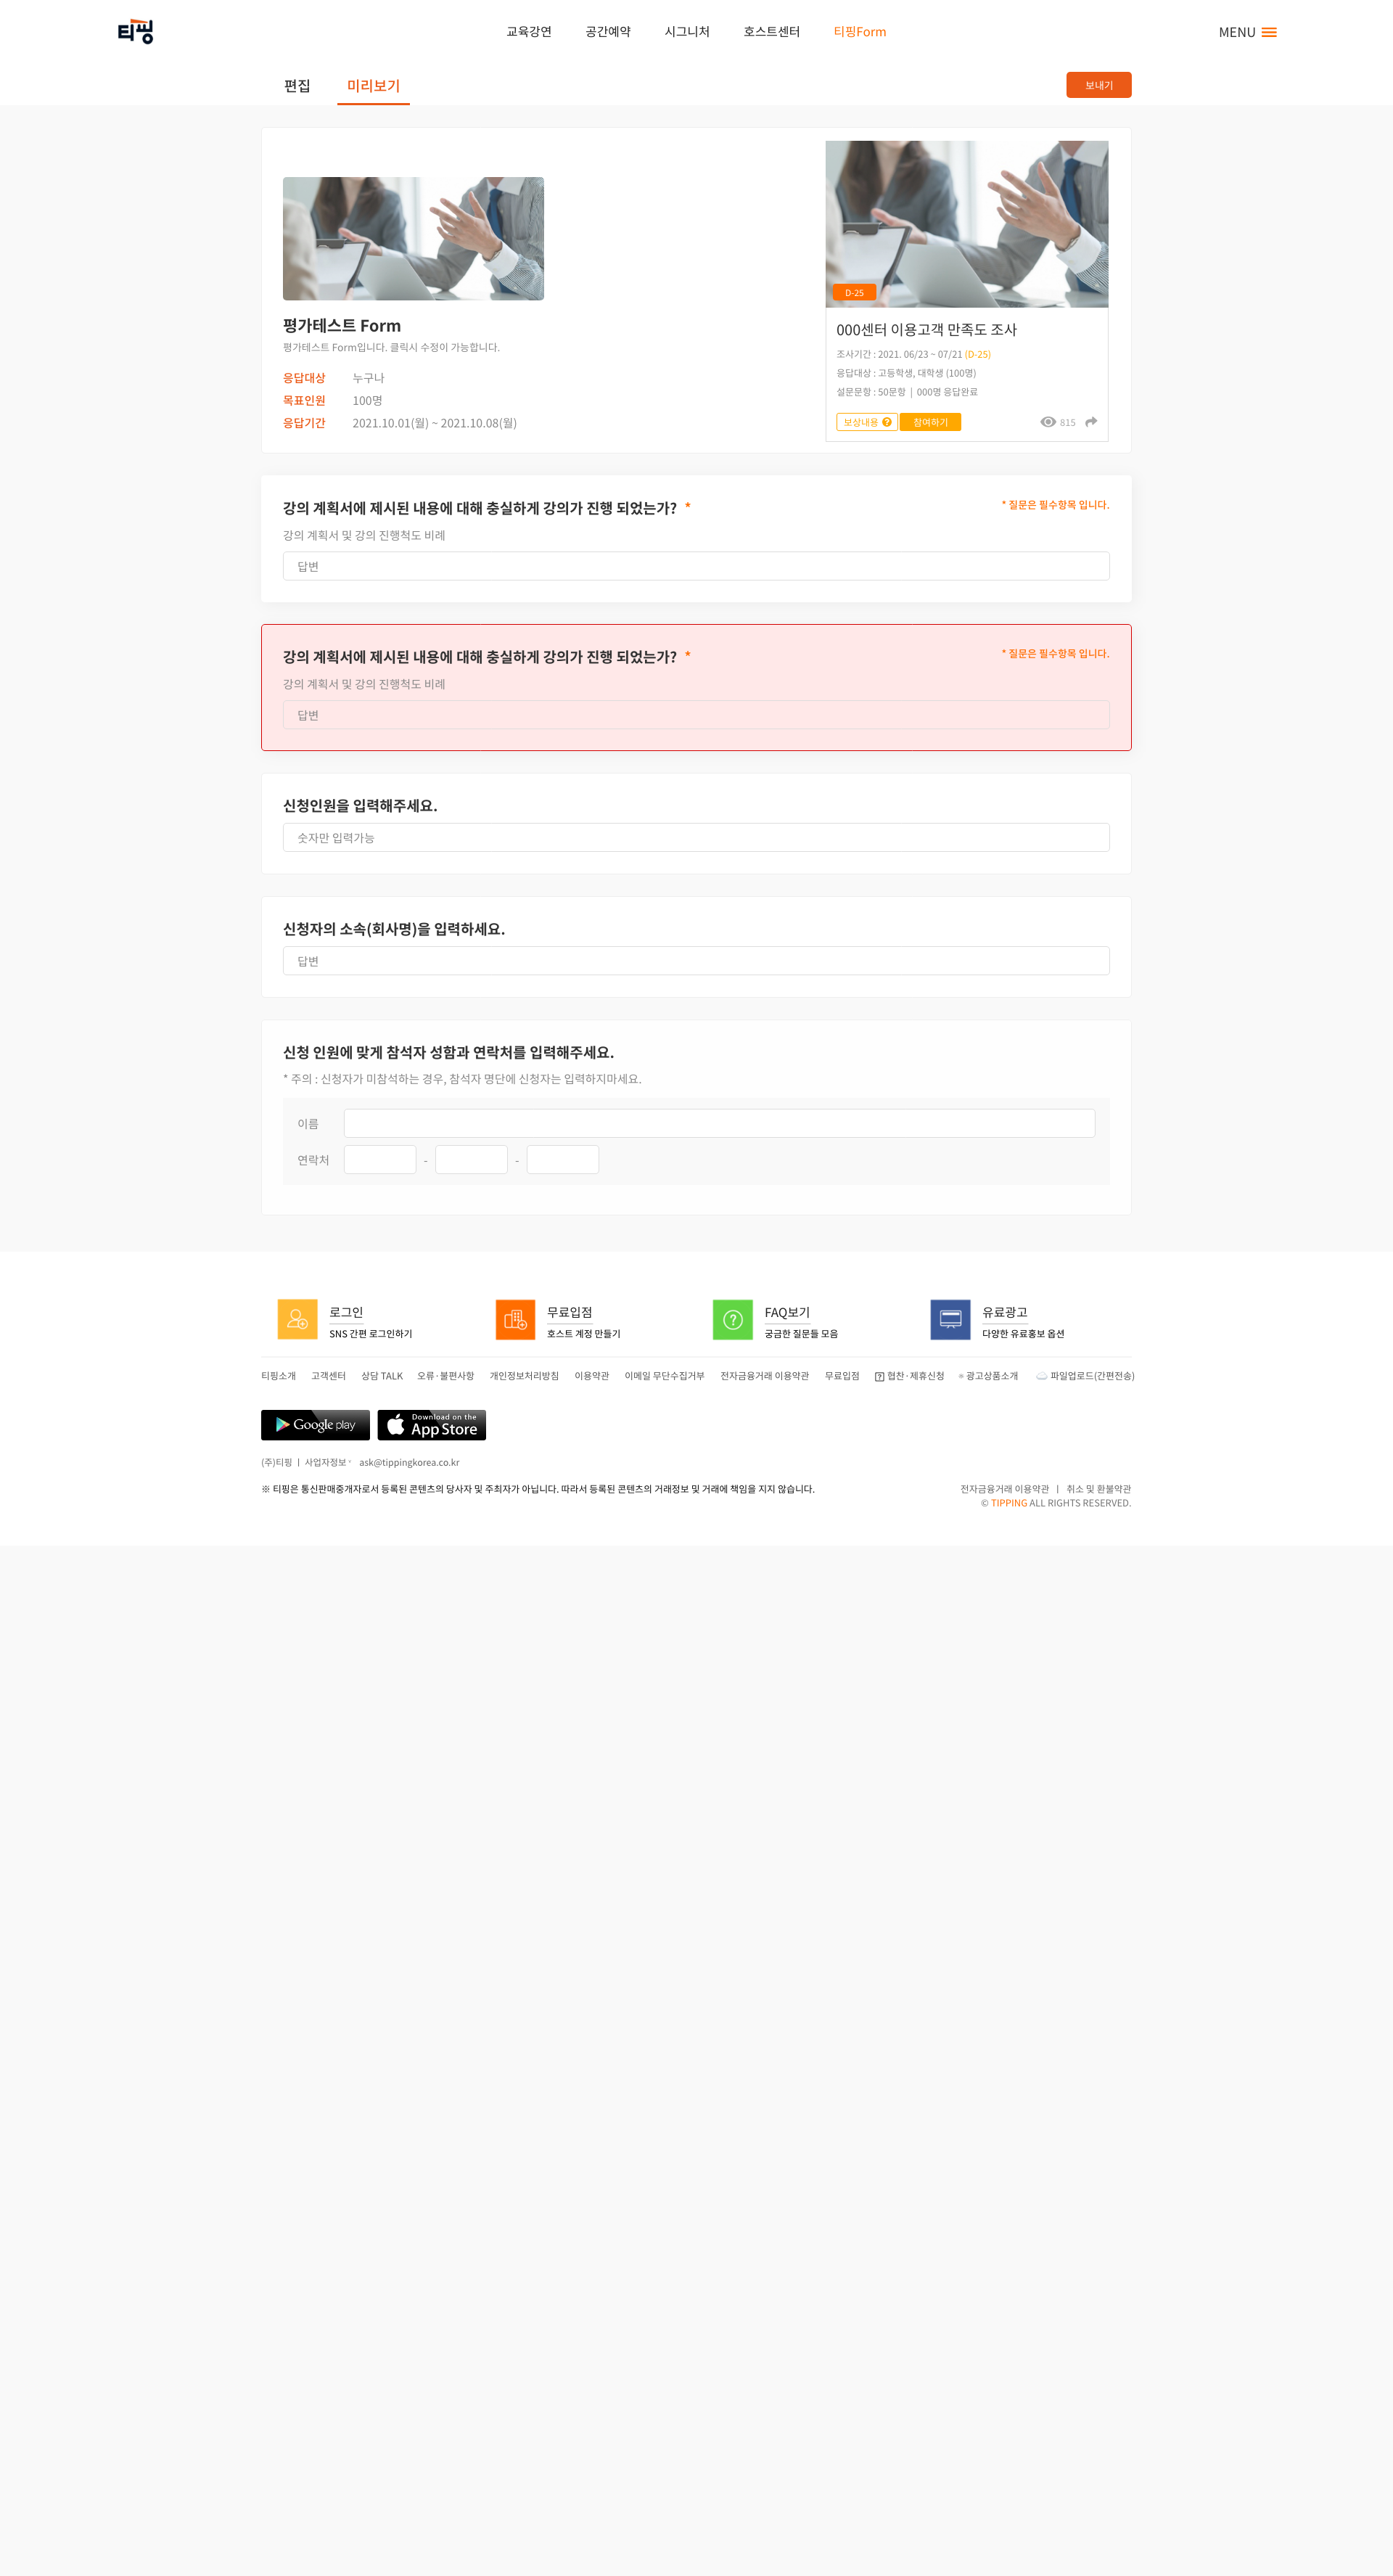 티핑
교육강연 공간예약 시그니처 호스트센터 티핑Form
MENU
편집 미리보기
보내기
평가테스트 Form
평가테스트 Form입니다. 클릭시 수정이 가능합니다.
응답대상 누구나
목표인원 100명
응답기간 2021.10.01(월) ~ 2021.10.08(월)
D-25
000센터 이용고객 만족도 조사
조사기간 : 2021. 06/23 ~ 07/21 (D-25)
응답대상 : 고등학생, 대학생 (100명)
설문문항 : 50문항 | 000명 응답완료
보상내용 ? 참여하기 815
강의 계획서에 제시된 내용에 대해 충실하게 강의가 진행 되었는가? *
* 질문은 필수항목 입니다.
강의 계획서 및 강의 진행척도 비례
답변
강의 계획서에 제시된 내용에 대해 충실하게 강의가 진행 되었는가? *
* 질문은 필수항목 입니다.
강의 계획서 및 강의 진행척도 비례
답변
신청인원을 입력해주세요.
숫자만 입력가능
신청자의 소속(회사명)을 입력하세요.
답변
신청 인원에 맞게 참석자 성함과 연락처를 입력해주세요.
* 주의 : 신청자가 미참석하는 경우, 참석자 명단에 신청자는 입력하지마세요.
이름
연락처 - -
로그인
SNS 간편 로그인하기
무료입점
호스트 계정 만들기
FAQ보기
궁금한 질문들 모음
유료광고
다양한 유료홍보 옵션
티핑소개 고객센터 상담 TALK 오류·불편사항 개인정보처리방침 이용약관 이메일 무단수집거부 전자금융거래 이용약관 무료입점 ? 협찬·제휴신청 광고상품소개 파일업로드(간편전송)
Google play
Download on the
App Store
(주)티핑 | 사업자정보 ask@tippingkorea.co.kr
※ 티핑은 통신판매중개자로서 등록된 콘텐츠의 당사자 및 주최자가 아닙니다. 따라서 등록된 콘텐츠의 거래정보 및 거래에 책임을 지지 않습니다.
전자금융거래 이용약관 | 취소 및 환불약관
© TIPPING ALL RIGHTS RESERVED.